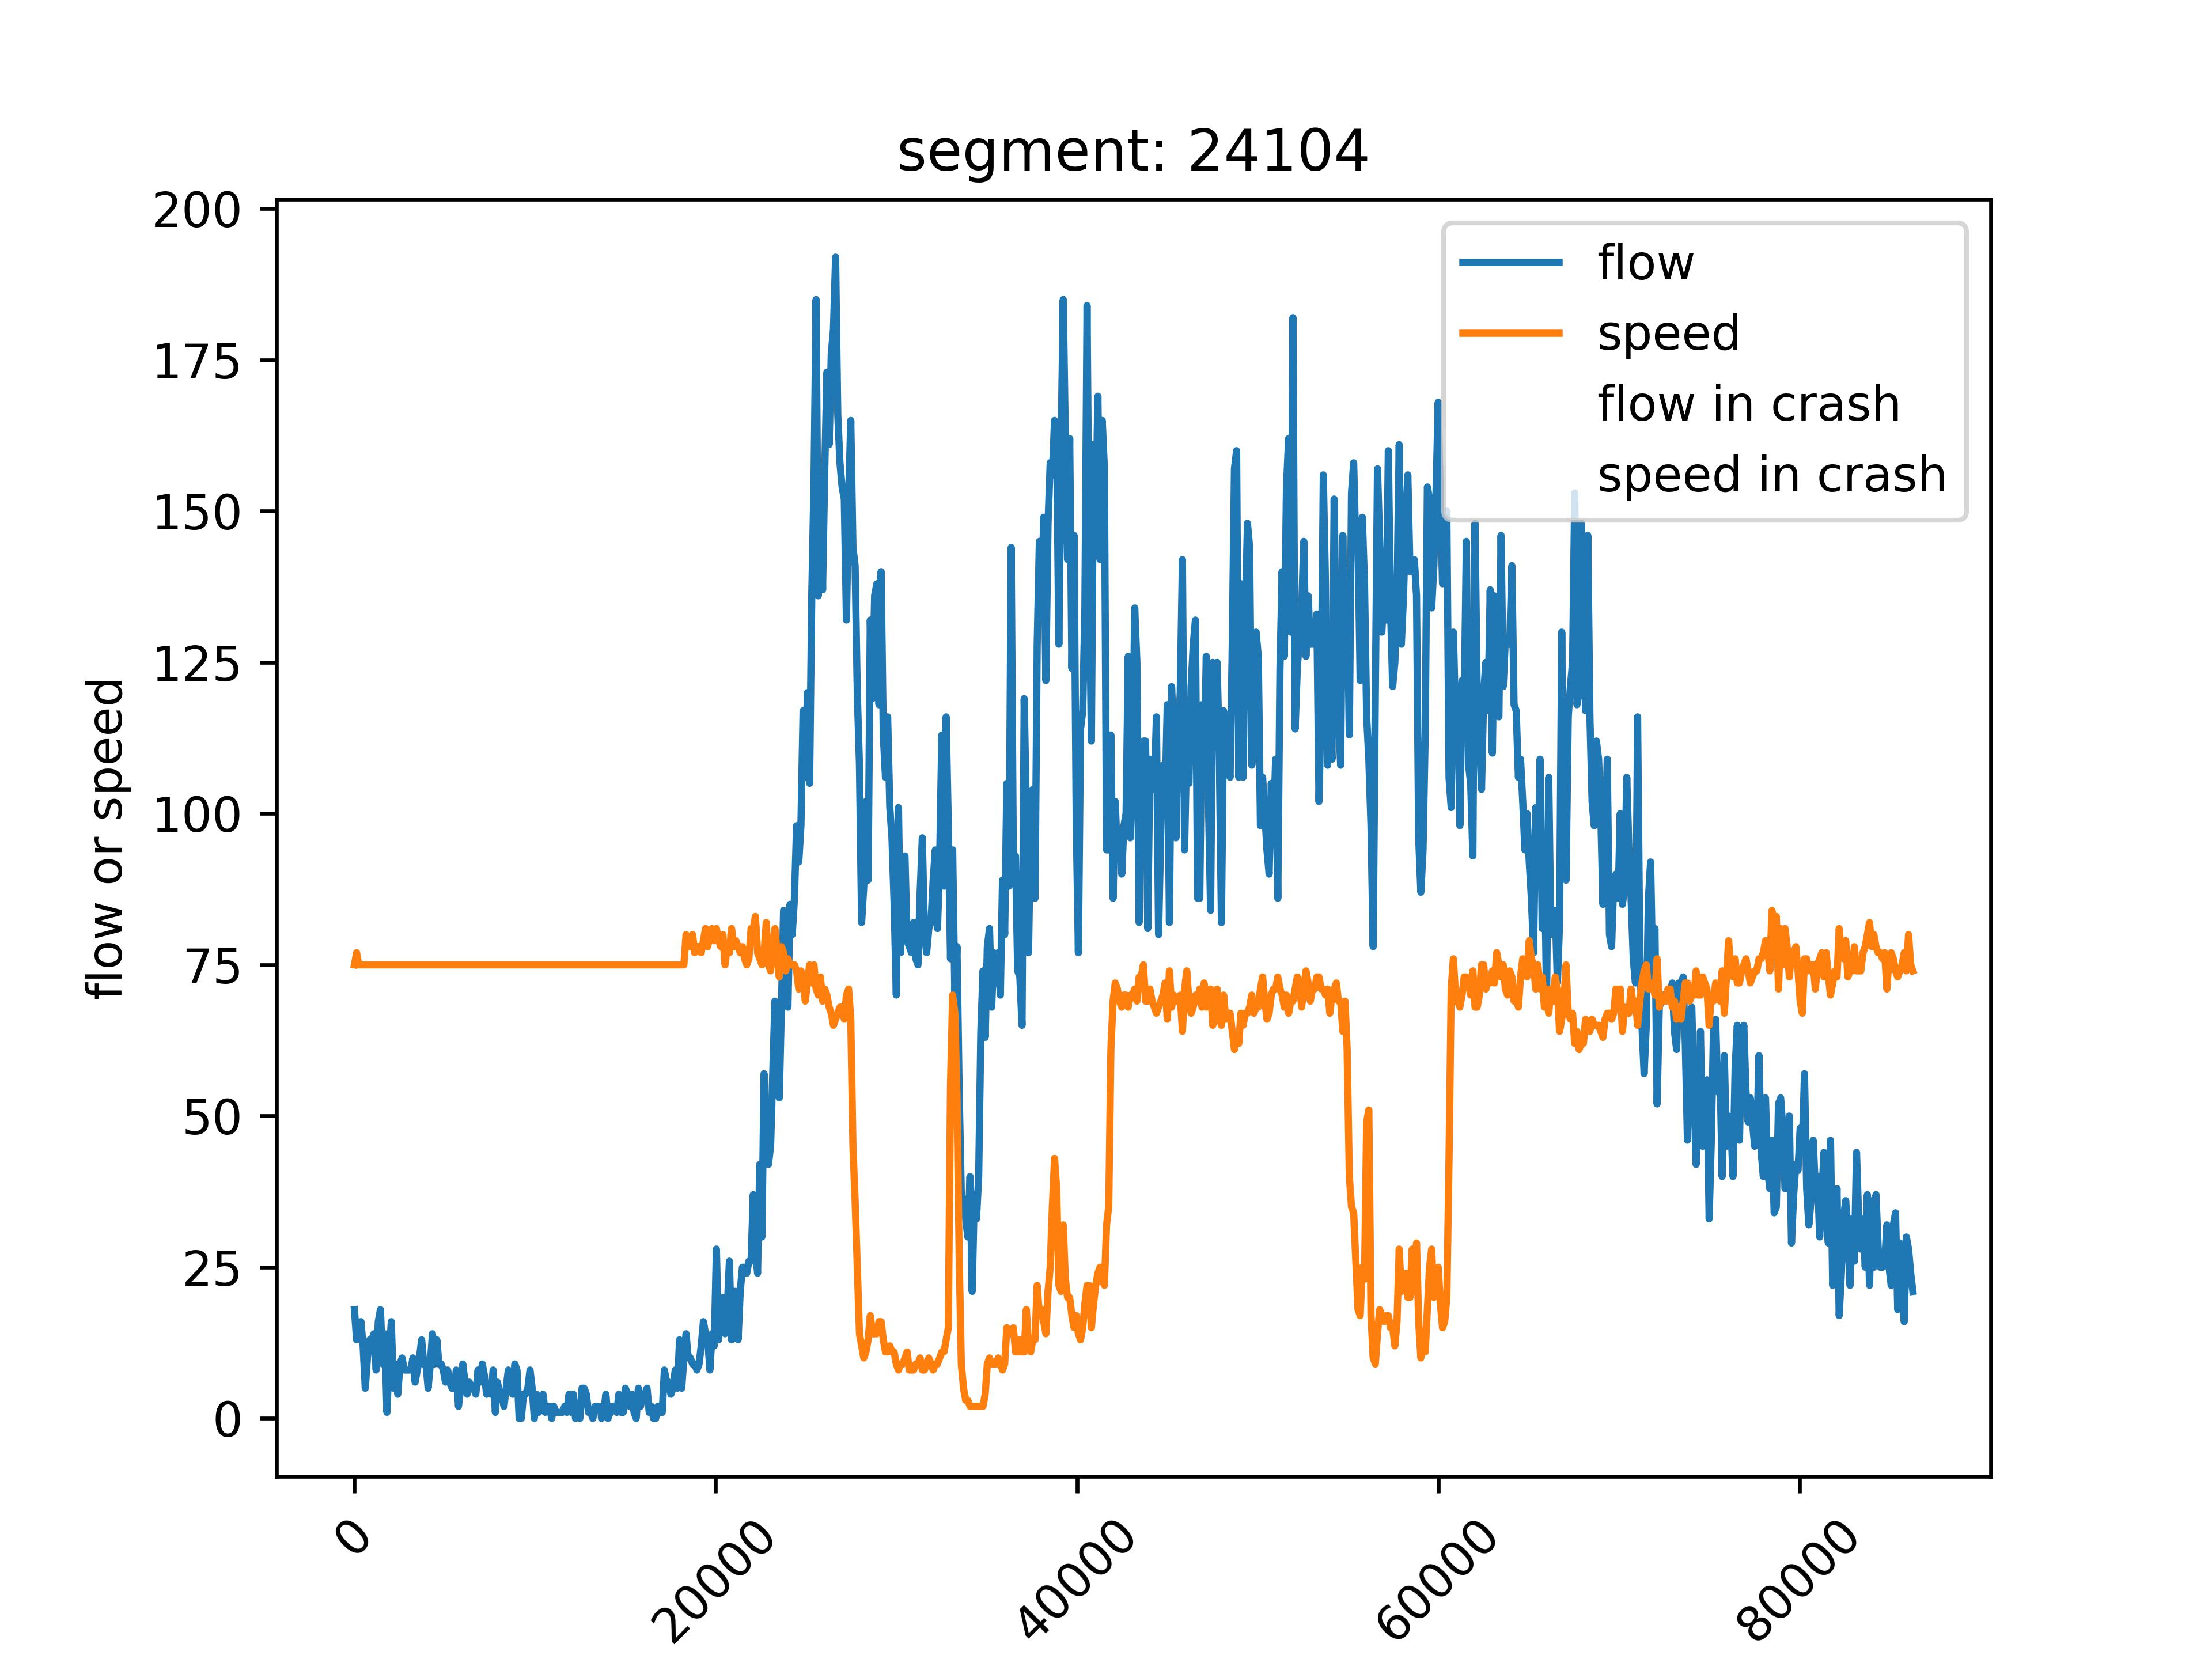 segment: 24104
200
175
150
125
100
75
50
25
0
flow or speed
flow
speed
flow in crash
speed in crash
0
20000
40000
60000
80000